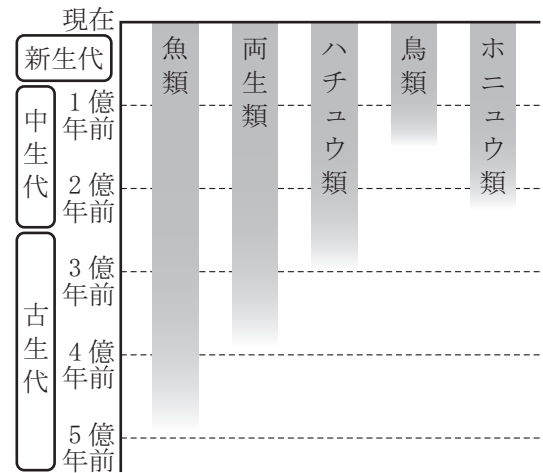 現在
新生代
中生代
古生代
1億
年前
2億
年前
3億
年前
4億
年前
5億
年前
魚類
両生類
ハチュウ類
鳥類
ホニュウ類